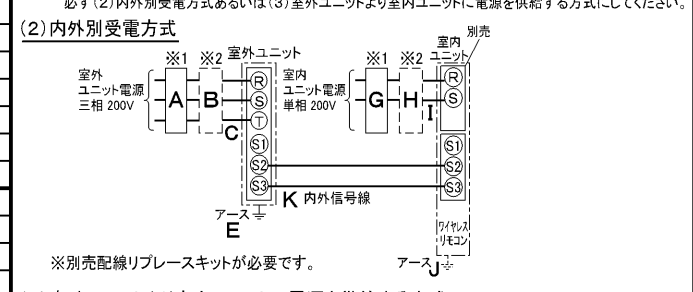 必ず(2)内外別受電方式あるいは(3)室外ユニットより室内ユニットに電源を供給する方式にしてください。
(2)内外別受電方式
別売
※1 ※2 室外ユニット
※1 ※2 室内ユニット
室外
ユニット電源
三相 200V
A B
R
S
T
S1
S2
S3
C
室内
ユニット電源
単相 200V
G H
I
R
S
S1
S2
S3
K 内外信号線
アース
E
ワイヤレス
リモコン
アース
J
※別売配線リプレースキットが必要です。